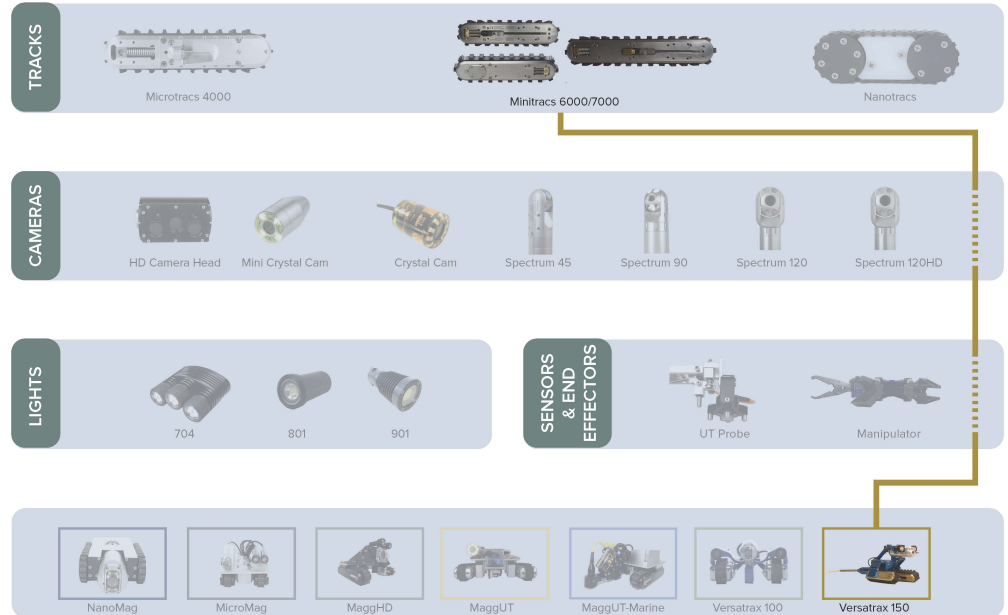 TRACKS
Microtracs 4000
Minitracs 6000/7000
Nanotracs
CAMERAS
HD Camera Head
Mini Crystal Cam
Crystal Cam
Spectrum 45
Spectrum 90
Spectrum 120
Spectrum 120HD
LIGHTS
704
801
901
SENSORS
& END
EFFECTORS
UT Probe
Manipulator
NanoMag
MicroMag
MaggHD
MaggUT
MaggUT-Marine
Versatrax 100
Versatrax 150